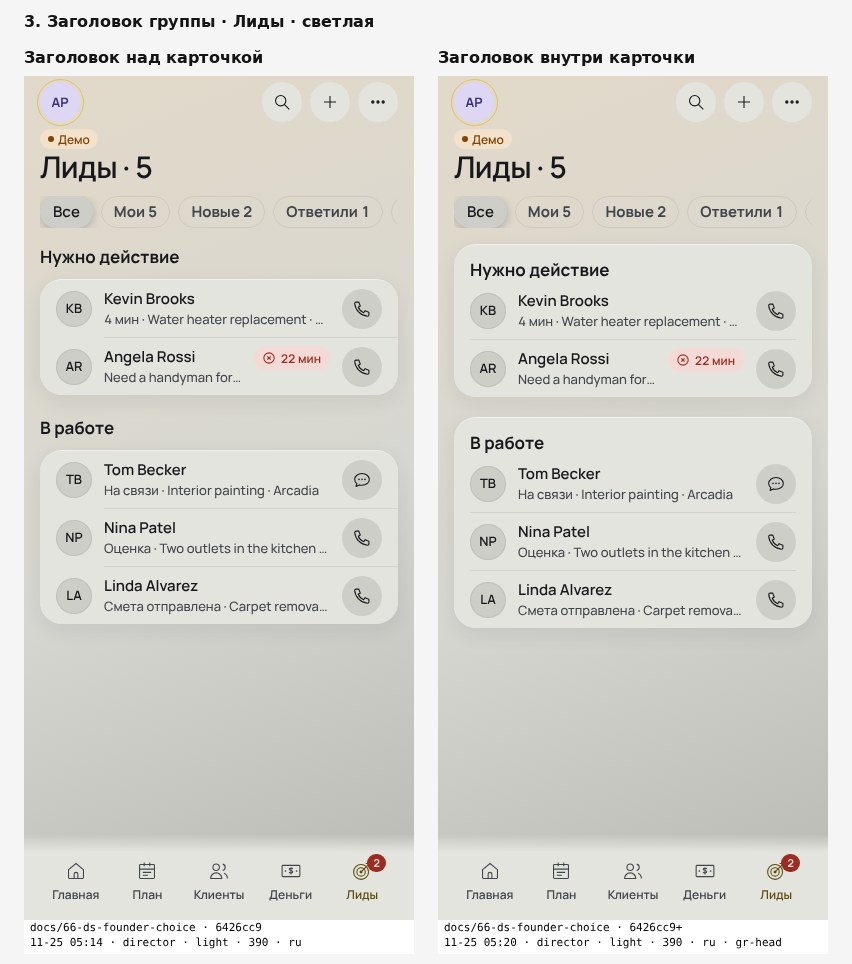 3. Заголовок группы · Лиды · светлая
Заголовок над карточкой
AP
Демо
Лиды · 5
Все
Мои 5
Новые 2
Ответили 1
Нужно действие
KB
Kevin Brooks
4 мин · Water heater replacement · ...
AR
Angela Rossi
22 мин
Need a handyman for...
В работе
TB
Tom Becker
На связи · Interior painting · Arcadia
NP
Nina Patel
Оценка · Two outlets in the kitchen ...
LA
Linda Alvarez
Смета отправлена · Carpet remova...
2
Главная
План
Клиенты
Деньги
Лиды
docs/66-ds-founder-choice · 6426cc9
11-25 05:14 · director · light · 390 · ru
Заголовок внутри карточки
AP
Демо
Лиды · 5
Все
Мои 5
Новые 2
Ответили 1
Нужно действие
KB
Kevin Brooks
4 мин · Water heater replacement · ...
AR
Angela Rossi
22 мин
Need a handyman for...
В работе
TB
Tom Becker
На связи · Interior painting · Arcadia
NP
Nina Patel
Оценка · Two outlets in the kitchen ...
LA
Linda Alvarez
Смета отправлена · Carpet remova...
2
Главная
План
Клиенты
Деньги
Лиды
docs/66-ds-founder-choice · 6426cc9+
11-25 05:20 · director · light · 390 · ru · gr-head